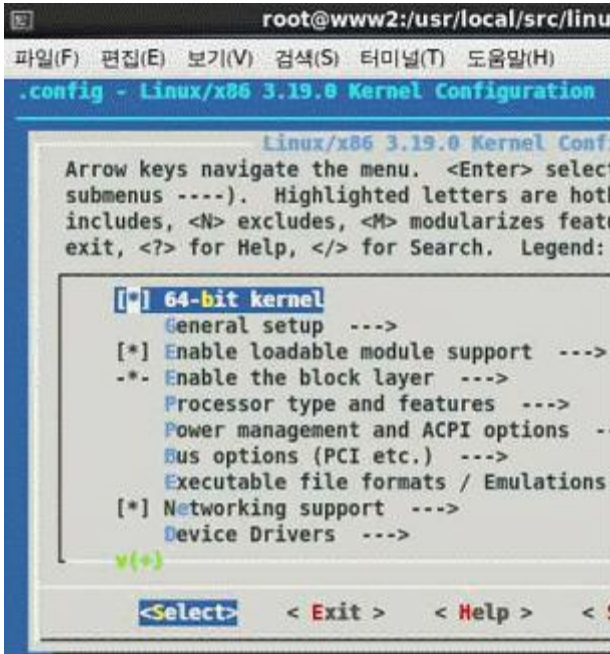 root@www2:/usr/local/src/linu
파일(F) 편집(E) 보기(V) 검색(S) 터미널(T) 도움말(H)
.config - Linux/x86 3.19.0 Kernel Configuration
Linux/x86 3.19.0 Kernel Confi
Arrow keys navigate the menu. <Enter> select
submenus ----). Highlighted letters are hotk
includes, <N> excludes, <M> modularizes featu
exit, <?> for Help, </> for Search. Legend:
[*] 64-bit kernel
General setup --->
[*] Enable loadable module support --->
-*- Enable the block layer --->
Processor type and features --->
Power management and ACPI options -
Bus options (PCI etc.) --->
Executable file formats / Emulations
[*] Networking support --->
Device Drivers --->
v(+)
<Select> < Exit > < Help > < S